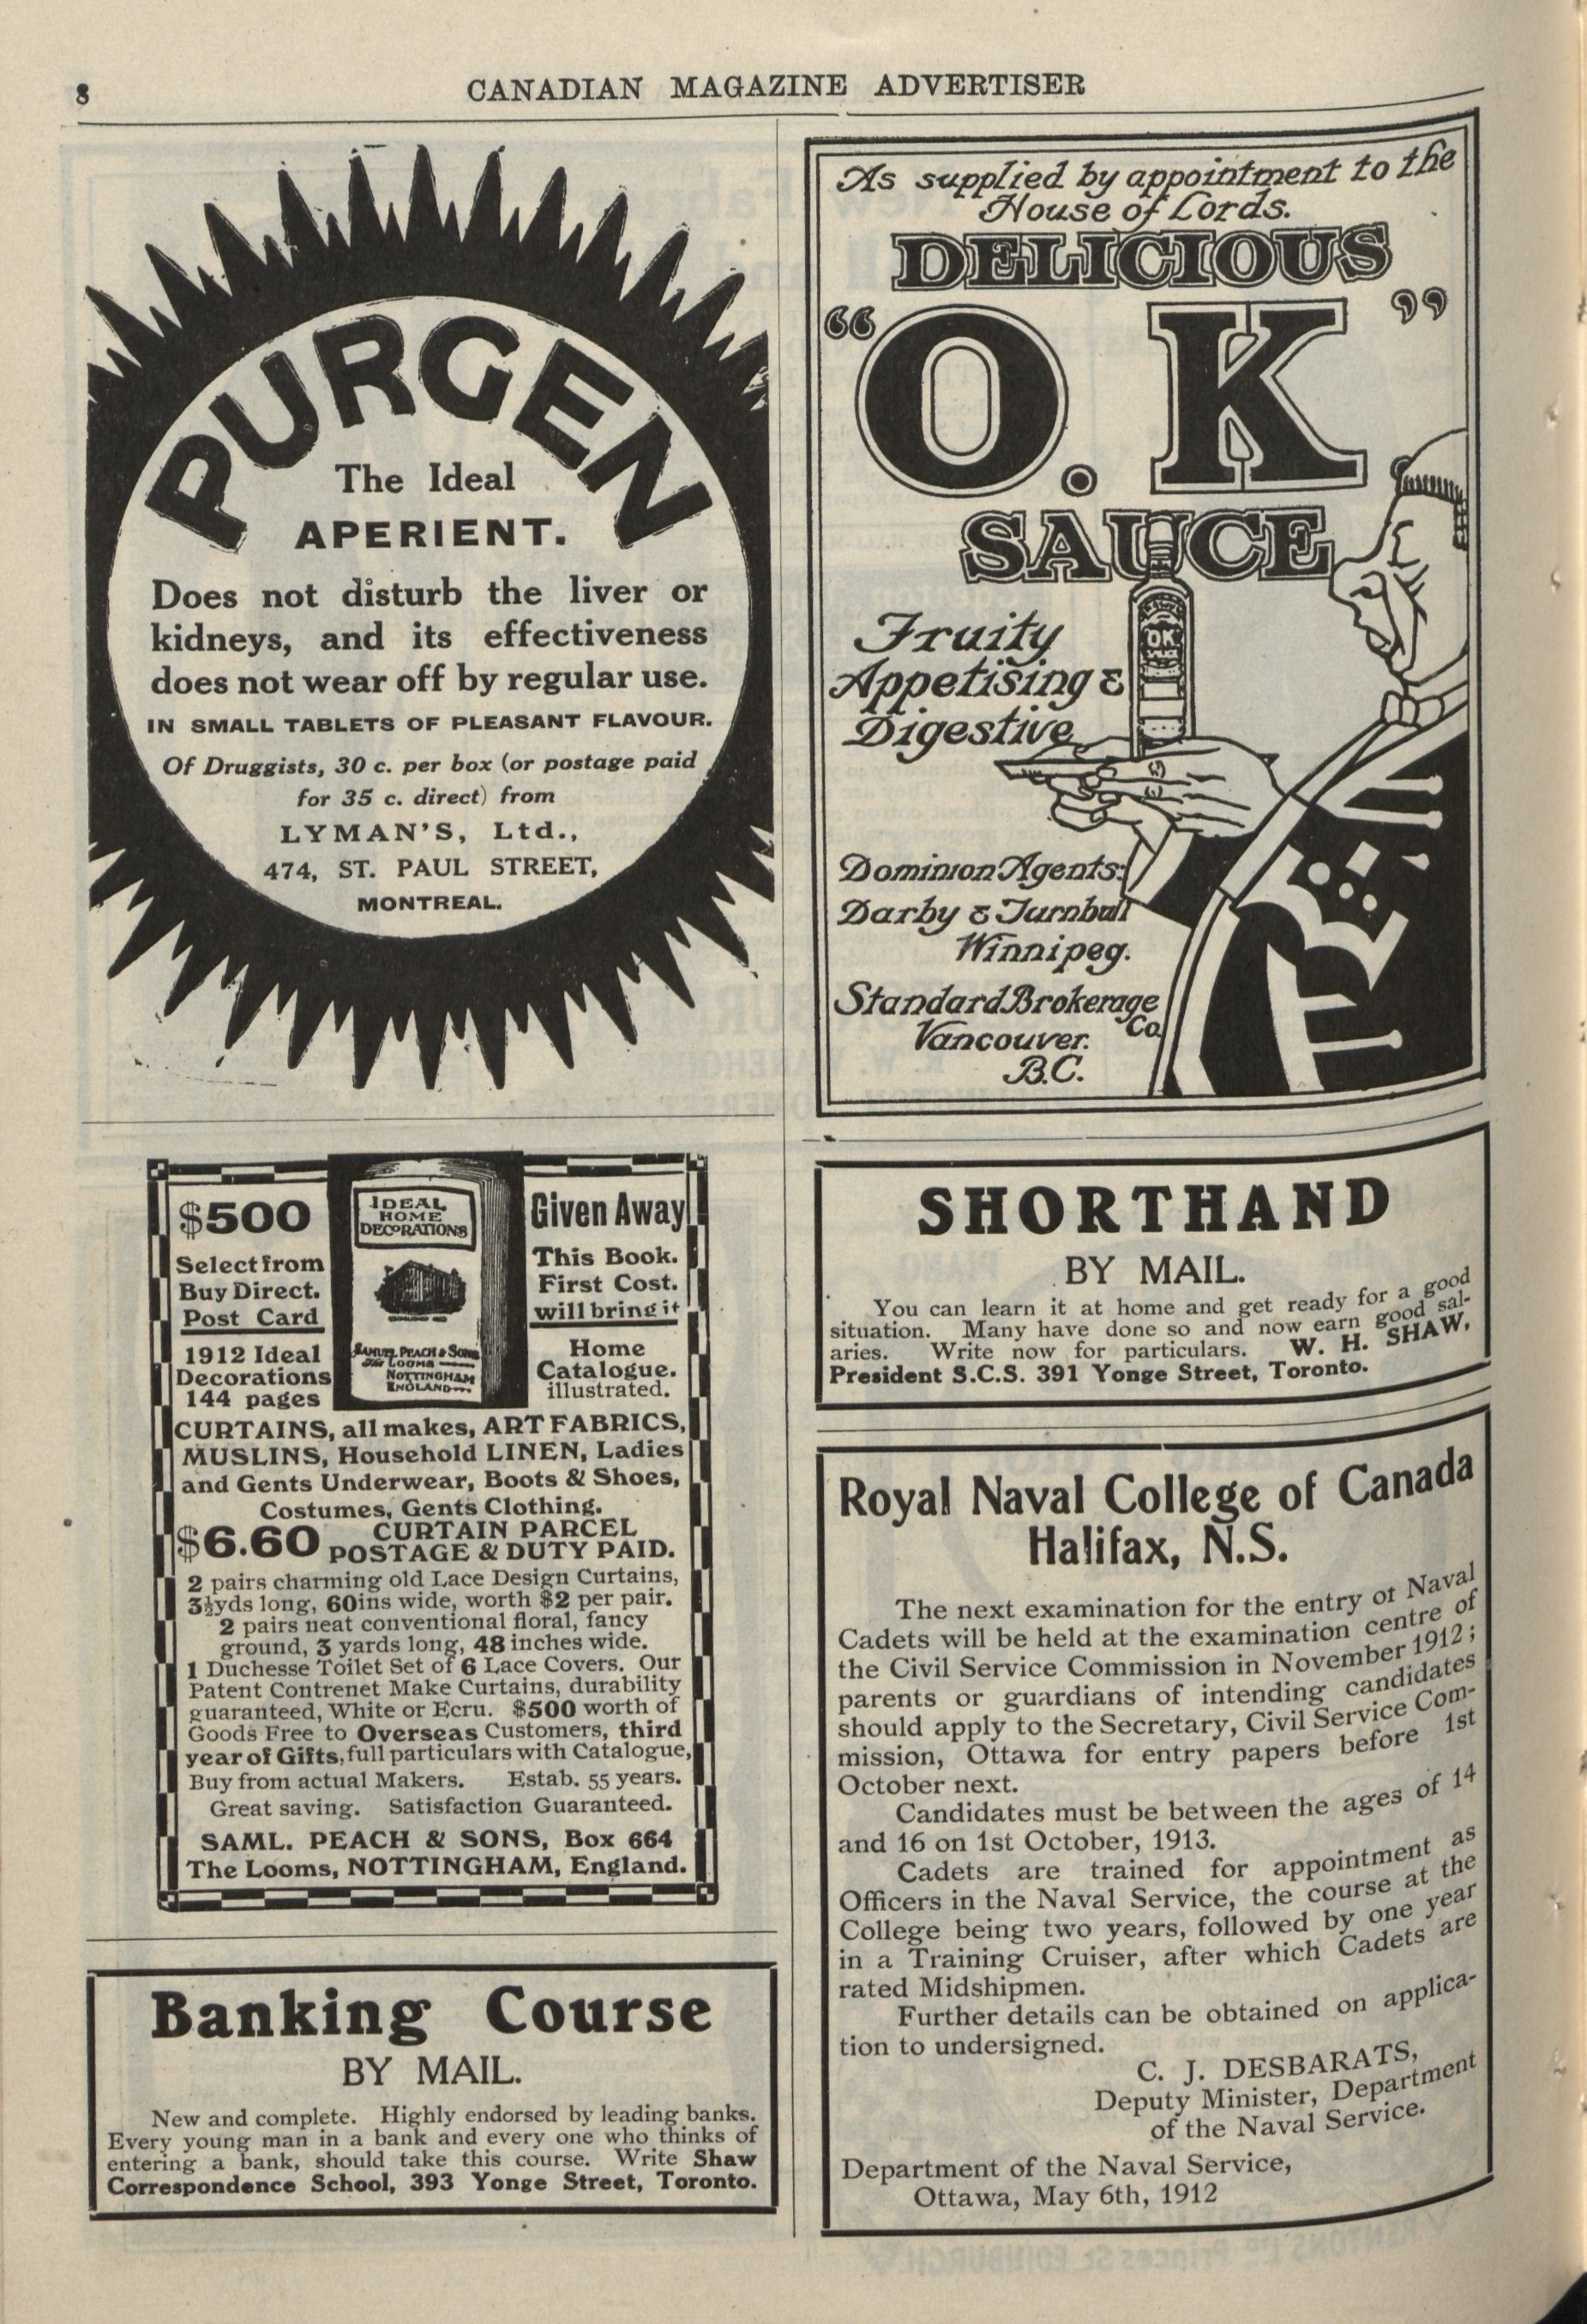 8
CANADIAN MAGAZINE ADVERTISER
PURGEN
The Ideal
APERIENT.
Does not disturb the liver or
kidneys, and its effectiveness
does not wear off by regular use.
IN SMALL TABLETS OF PLEASANT FLAVOUR.
Of Druggists, 30 c. per box (or postage paid
for 35 c. direct) from
LYMAN'S, Ltd.,
474, ST. PAUL STREET,
MONTREAL.
$500
Select from
Buy Direct.
Post Card
1912 Ideal
Decorations
144 pages
IDEAL
HOME
DECORATIONS
SAMUEL PEACH & SONS
The LOOMS
NOTTINGHAM
ENGLAND
Given Away
This Book.
First Cost.
will bring it
Home
Catalogue.
illustrated.
CURTAINS, all makes, ART FABRICS,
MUSLINS, Household LINEN, Ladies
and Gents Underwear, Boots & Shoes,
Costumes, Gents Clothing.
$6.60 CURTAIN PARCEL
POSTAGE & DUTY PAID.
2 pairs charming old Lace Design Curtains,
3½yds long, 60ins wide, worth $2 per pair.
2 pairs neat conventional floral, fancy
ground, 3 yards long, 48 inches wide.
1 Duchesse Toilet Set of 6 Lace Covers. Our
Patent Contrenet Make Curtains, durability
guaranteed, White or Ecru. $500 worth of
Goods Free to Overseas Customers, third
year of Gifts, full particulars with Catalogue,
Buy from actual Makers. Estab. 55 years.
Great saving. Satisfaction Guaranteed.
SAML. PEACH & SONS, Box 664
The Looms, NOTTINGHAM, England.
Banking Course
BY MAIL.
New and complete. Highly endorsed by leading banks.
Every young man in a bank and every one who thinks of
entering a bank, should take this course. Write Shaw
Correspondence School, 393 Yonge Street, Toronto.
As supplied by appointment to the
House of Lords.
DELICIOUS
"O.K"
SAUCE
OK
Fruity
Appetising &
Digestive
Dominion Agents:
Darby & Turnbull
Winnipeg.
Standard Brokerage
Co.
Vancouver.
B.C.
SHORTHAND
BY MAIL.
You can learn it at home and get ready for a good
situation. Many have done so and now earn good sal-
aries. Write now for particulars. W. H. SHAW,
President S.C.S. 391 Yonge Street, Toronto.
Royal Naval College of Canada
Halifax, N.S.
The next examination for the entry of Naval
Cadets will be held at the examination centre of
the Civil Service Commission in November 1912;
parents or guardians of intending candidates
should apply to the Secretary, Civil Service Com-
mission, Ottawa for entry papers before 1st
October next.
Candidates must be between the ages of 14
and 16 on 1st October, 1913.
Cadets are trained for appointment as
Officers in the Naval Service, the course at the
College being two years, followed by one year
in a Training Cruiser, after which Cadets are
rated Midshipmen.
Further details can be obtained on applica-
tion to undersigned.
C. J. DESBARATS,
Deputy Minister, Department
of the Naval Service.
Department of the Naval Service,
Ottawa, May 6th, 1912